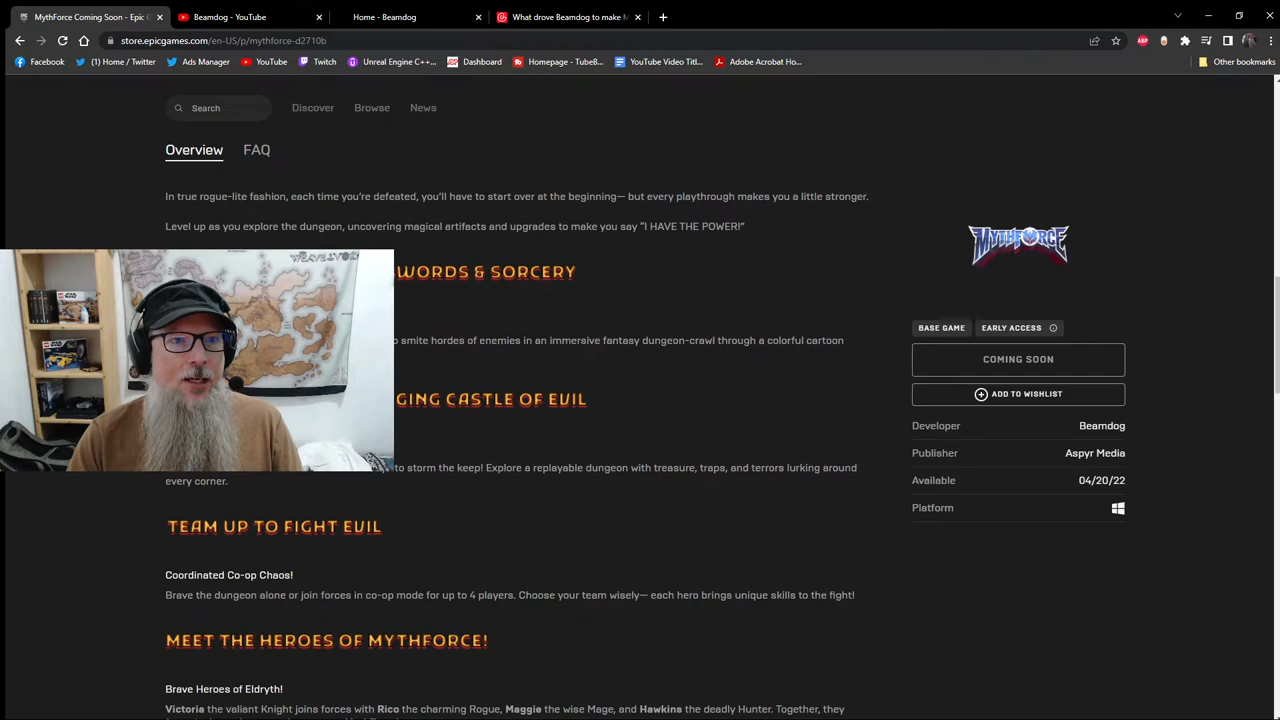 MythForce Coming Soon - Epic G
Beamdog - YouTube
Home - Beamdog
What drove Beamdog to make M
store.epicgames.com/en-US/p/mythforce-d2710b
Facebook
(1) Home / Twitter
Ads Manager
YouTube
Twitch
Unreal Engine C++...
Dashboard
Homepage - TubeB...
YouTube Video Titl...
Adobe Acrobat Ho...
Other bookmarks
ABP
Search
Discover
Browse
News
Overview
FAQ
In true rogue-lite fashion, each time you're defeated, you'll have to start over at the beginning— but every playthrough makes you a little stronger.
Level up as you explore the dungeon, uncovering magical artifacts and upgrades to make you say "I HAVE THE POWER!"
WORDS & SORCERY
o smite hordes of enemies in an immersive fantasy dungeon-crawl through a colorful cartoon
GING CASTLE OF EVIL
to storm the keep! Explore a replayable dungeon with treasure, traps, and terrors lurking around
every corner.
TEAM UP TO FIGHT EVIL
Coordinated Co-op Chaos!
Brave the dungeon alone or join forces in co-op mode for up to 4 players. Choose your team wisely— each hero brings unique skills to the fight!
MEET THE HEROES OF MYTHFORCE!
Brave Heroes of Eldryth!
Victoria the valiant Knight joins forces with Rico the charming Rogue, Maggie the wise Mage, and Hawkins the deadly Hunter. Together, they
MYTHFORCE
BASE GAME
EARLY ACCESS
COMING SOON
ADD TO WISHLIST
Developer Beamdog
Publisher Aspyr Media
Available 04/20/22
Platform